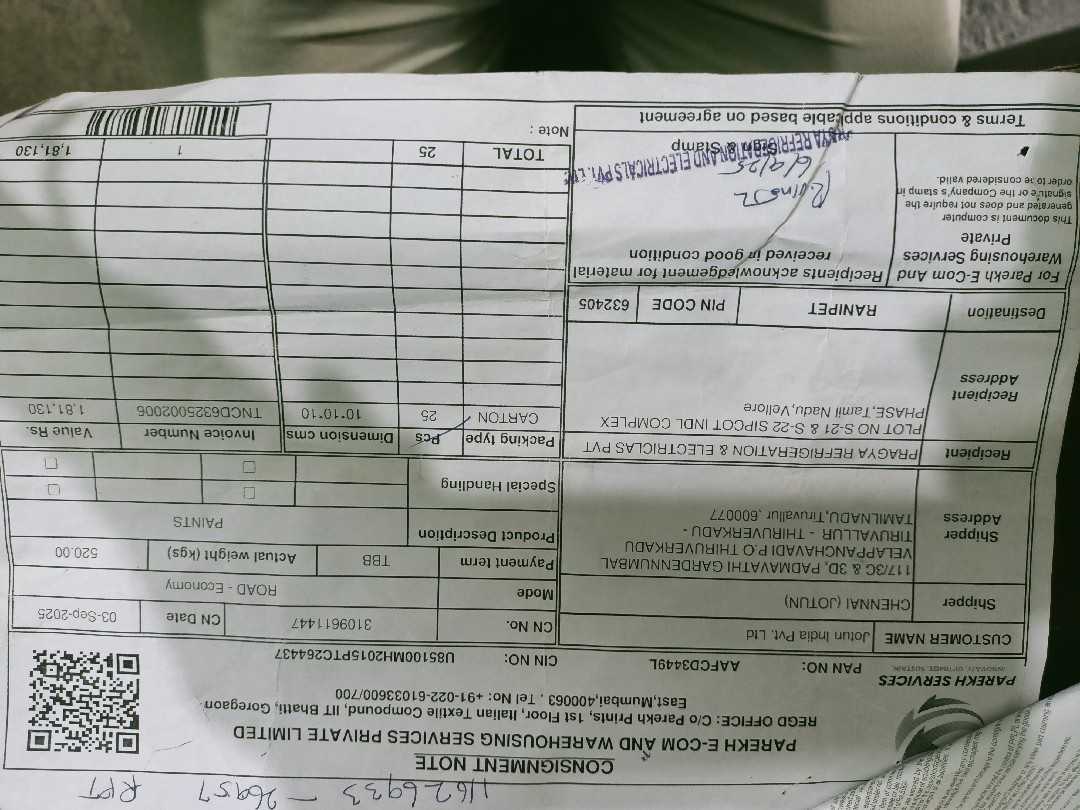 1626933 - 26957 RPT
CONSIGNMENT NOTE
PAREKH E-COM AND WAREHOUSING SERVICES PRIVATE LIMITED
REGD OFFICE: C/o Parekh Prints, 1st Floor, Italian Textile Compound, IIT, Bhatti, Goregaon
East,Mumbai,400063 . Tel No: +91-022-61033600/700
PAREKH SERVICES
PAN NO: AAFCD3449L
CIN NO: U85100MH2015PTC264437
CUSTOMER NAME Jotun India Pvt. Ltd
Shipper CHENNAI (JOTUN)
Shipper Address
117/3C & 3D, PADMAVATHI GARDENNUMBAL
VELAPPANCHAVADI P.O THIRUVERKADU
TIRUVALLUR - THIRUVERKADU -
TAMILNADU,Tiruvallur ,600077
Recipient PRAGYA REFRIGERATION & ELECTRICLAS PVT
Recipient Address
PLOT NO S-21 & S-22 SIPCOT INDL COMPLEX
PHASE,Tamil Nadu,Vellore
Destination RANIPET PIN CODE 632405
For Parekh E-Com And
Warehousing Services
Private
This document is computer
generated and does not require the
signature or the Company's stamp in
order to be considered valid.
Recipients acknowledgement for material
received in good condition
Sign & Stamp
REFRIGERATION AND ELECTRICALS PVT. LTD
Terms & conditions applicable based on agreement
CN No. 3109611447 CN Date 03-Sep-2025
Mode ROAD - Economy
Payment term TBB Actual weight (kgs) 520.00
Product Description PAINTS
Special Handling
Packing type Pcs Dimension cms Invoice Number Value Rs.
CARTON 25 10*10*10 TNCD6325002006 1,81,130
TOTAL 25 1 1,81,130
Note :